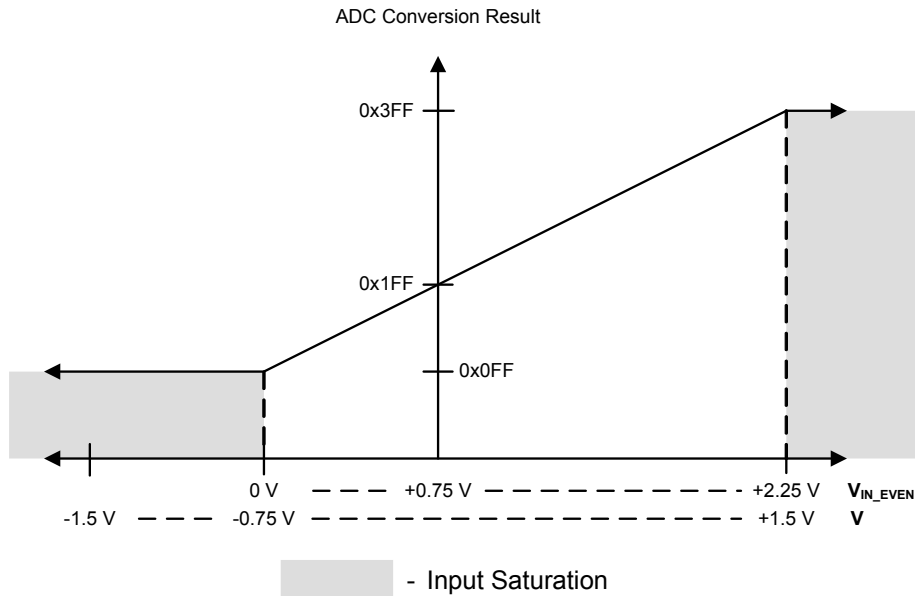 ADC Conversion Result
0x3FF
0x1FF
0x0FF
0 V +0.75 V +2.25 V VIN_EVEN
-1.5 V -0.75 V +1.5 V V
- Input Saturation